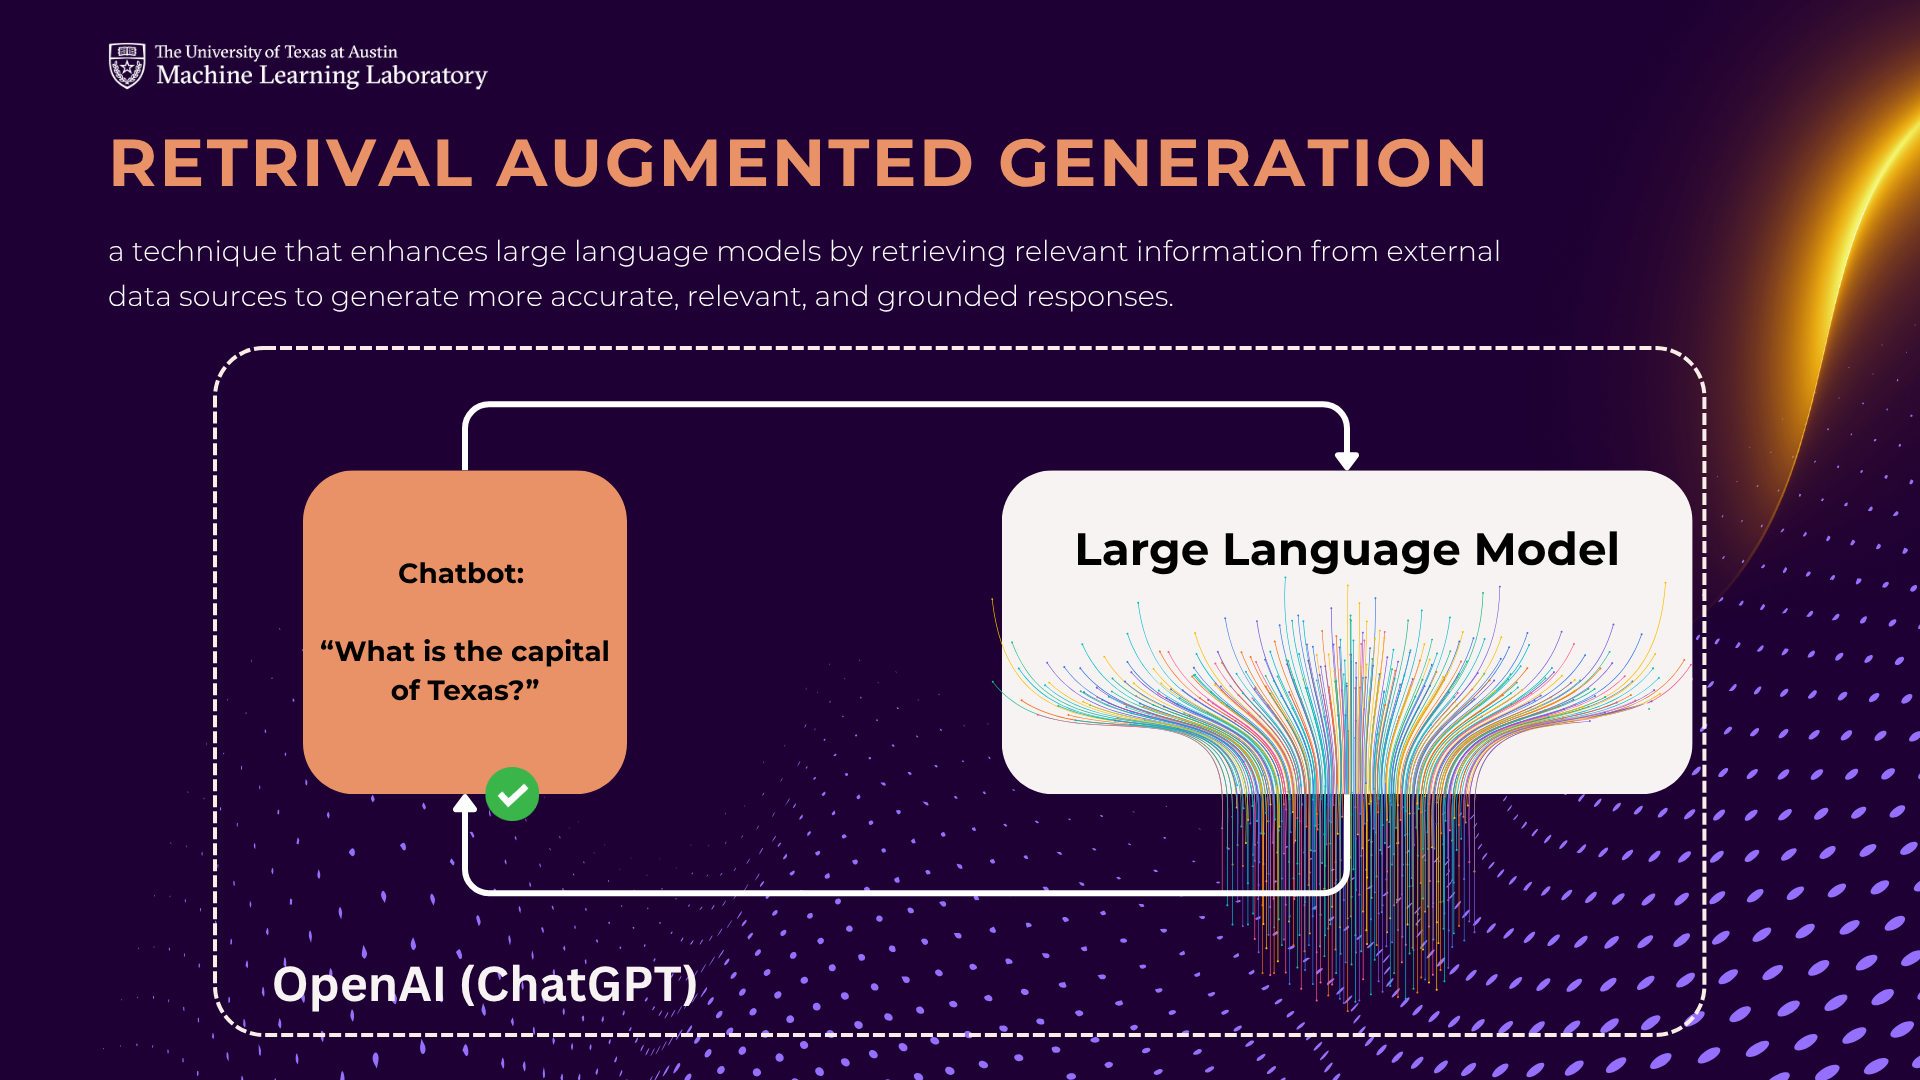 The University of Texas at Austin
Machine Learning Laboratory
RETRIVAL AUGMENTED GENERATION
a technique that enhances large language models by retrieving relevant information from external
data sources to generate more accurate, relevant, and grounded responses.
Chatbot:
“What is the capital
of Texas?”
Large Language Model
OpenAI (ChatGPT)